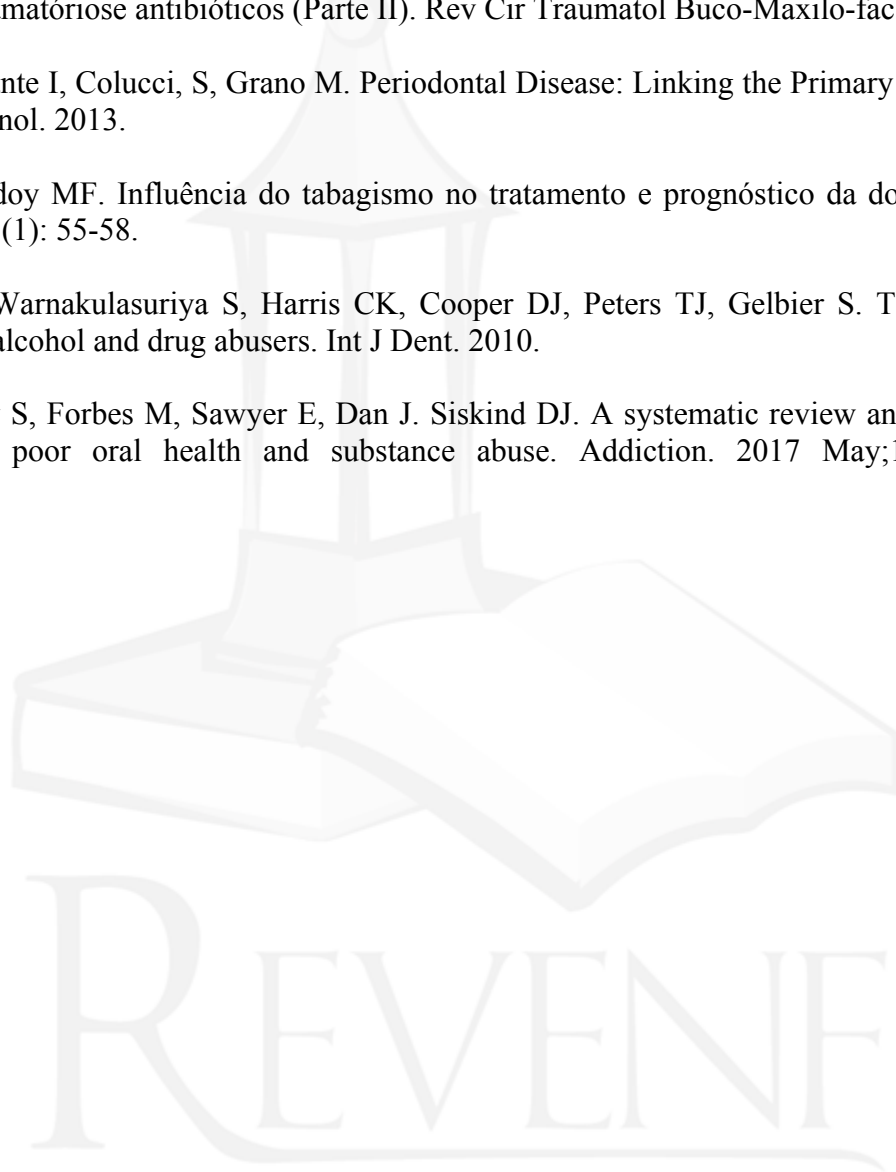 umatóriose antibióticos (Parte II). Rev Cir Traumatol Buco-Maxilo-fac
nte I, Colucci, S, Grano M. Periodontal Disease: Linking the Primary
nol. 2013.
doy MF. Influência do tabagismo no tratamento e prognóstico da do
(1): 55-58.
Warnakulasuriya S, Harris CK, Cooper DJ, Peters TJ, Gelbier S. T
alcohol and drug abusers. Int J Dent. 2010.
S, Forbes M, Sawyer E, Dan J. Siskind DJ. A systematic review an
poor oral health and substance abuse. Addiction. 2017 May;1
REVENF